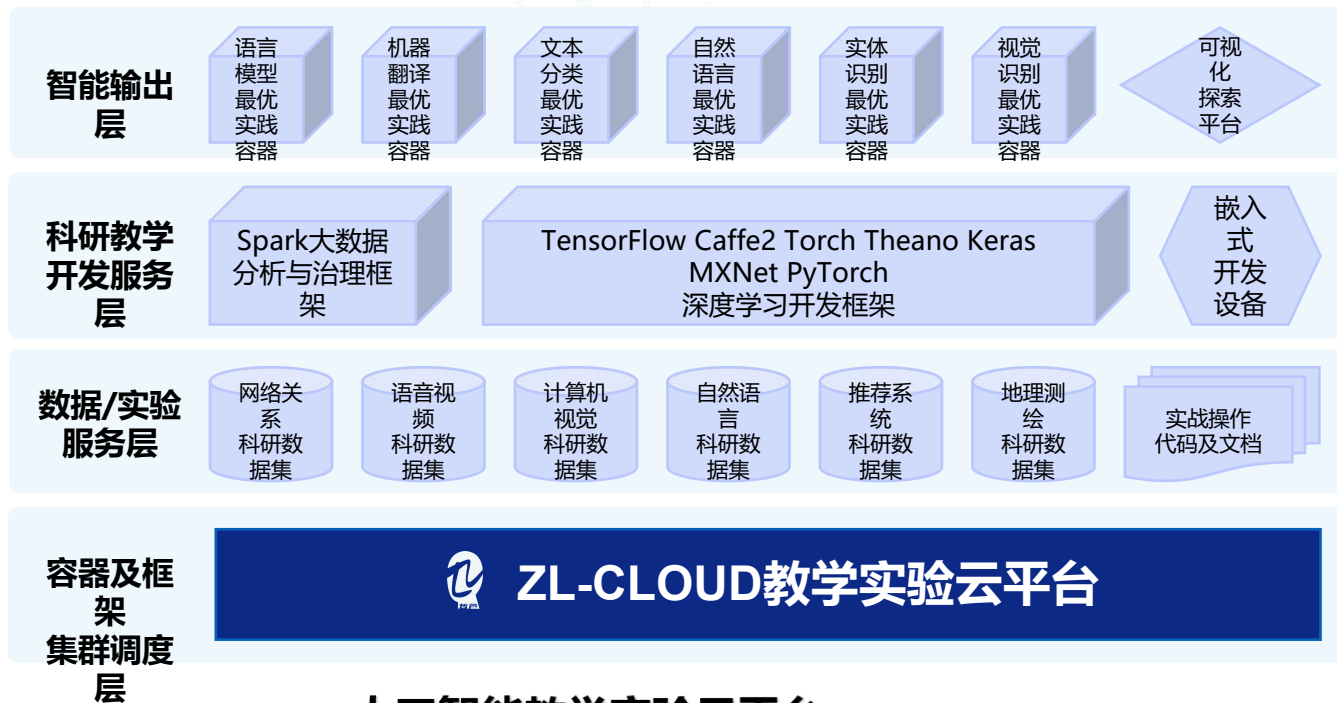 智能输出
层
语言
模型
最优
实践
容器
机器
翻译
最优
实践
容器
文本
分类
最优
实践
容器
自然
语言
最优
实践
容器
实体
识别
最优
实践
容器
视觉
识别
最优
实践
容器
可视
化
探索
平台
科研教学
开发服务
层
Spark大数据
分析与治理框
架
TensorFlow Caffe2 Torch Theano Keras
MXNet PyTorch
深度学习开发框架
嵌入
式
开发
设备
数据/实验
服务层
网络关
系
科研数
据集
语音视
频
科研数
据集
计算机
视觉
科研数
据集
自然语
言
科研数
据集
推荐系
统
科研数
据集
地理测
绘
科研数
据集
实战操作
代码及文档
容器及框
架
集群调度
层
ZL-CLOUD教学实验云平台